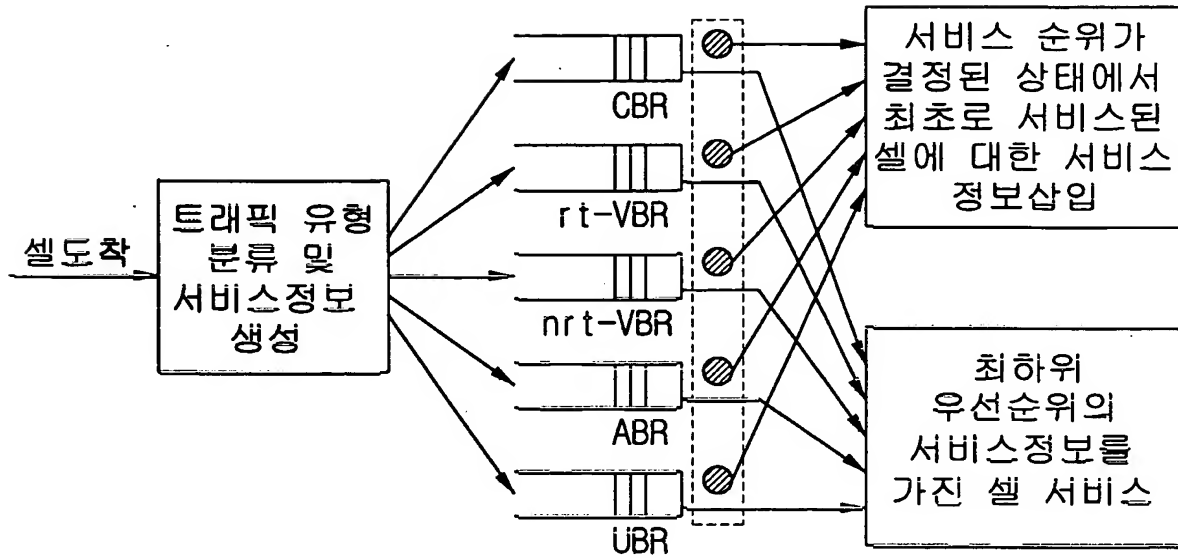 셀도착
트래픽 유형
분류 및
서비스정보
생성
CBR
rt-VBR
nrt-VBR
ABR
UBR
서비스 순위가
결정된 상태에서
최초로 서비스된
셀에 대한 서비스
정보삽입
최하위
우선순위의
서비스정보를
가진 셀 서비스